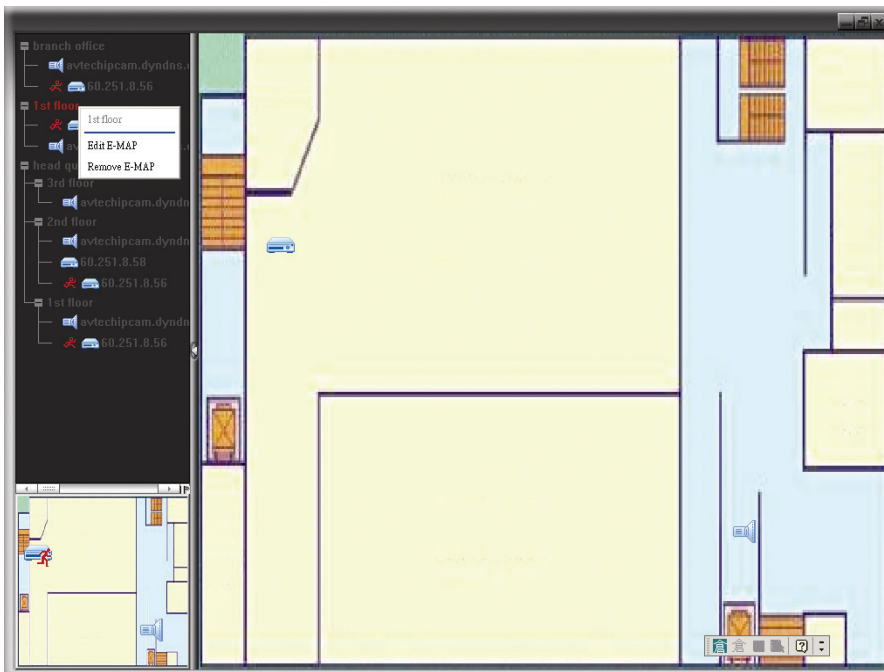 branch office
avtechipcam.dyndns.
60.251.8.56
1st floor
1st floor
Edit E-MAP
Remove E-MAP
head qu
3rd floor
avtechipcam.dyndn
2nd floor
avtechipcam.dyndn
60.251.8.58
60.251.8.56
1st floor
avtechipcam.dyndn
60.251.8.56
倉 倉